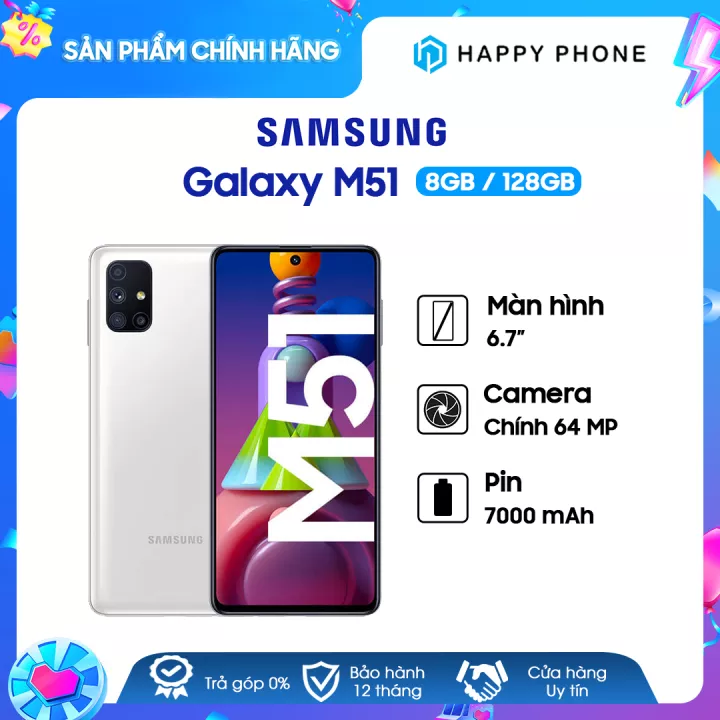 SẢN PHẨM CHÍNH HÃNG
HAPPY PHONE
SAMSUNG
Galaxy M51 8GB / 128GB
M51
SAMSUNG
Màn hình
6.7”
Camera
Chính 64 MP
Pin
7000 mAh
Trả góp 0%
Bảo hành
12 tháng
Cửa hàng
Uy tín